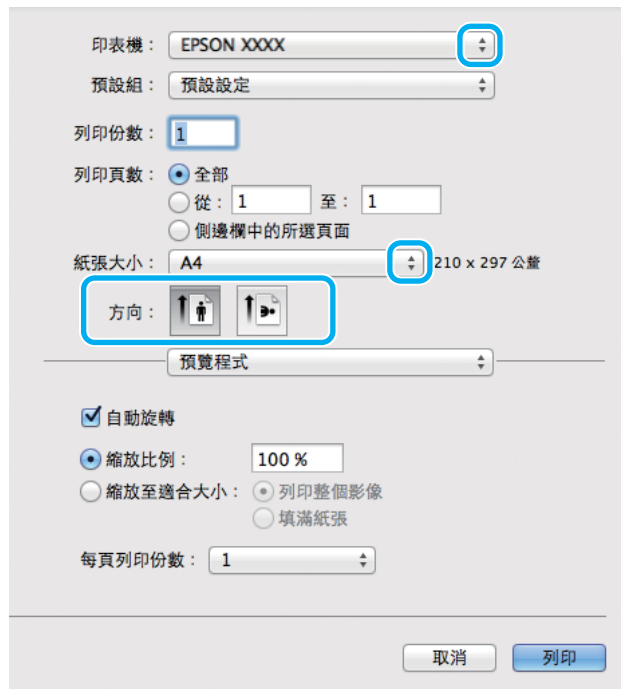 印表機： EPSON XXXX
預設組： 預設設定
列印份數： 1
列印頁數： 全部
從： 1 至： 1
側邊欄中的所選頁面
紙張大小： A4 210 x 297 公釐
方向：
預覽程式
自動旋轉
縮放比例： 100 %
縮放至適合大小： 列印整個影像
填滿紙張
每頁列印份數： 1
取消 列印